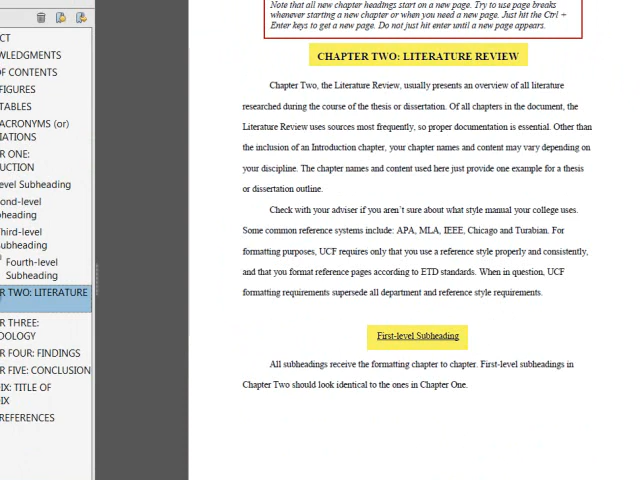 CT
WLEDGMENTS
OF CONTENTS
FIGURES
TABLES
ACRONYMS (or)
IATIONS
R ONE:
UCTION
evel Subheading
ond-level
bheading
hird-level
ubheading
Fourth-level
Subheading
R TWO: LITERATURE
R THREE:
DOLOGY
R FOUR: FINDINGS
R FIVE: CONCLUSION
IX: TITLE OF
IX
REFERENCES
Note that all new chapter headings start on a new page. Try to use page breaks
whenever starting a new chapter or when you need a new page. Just hit the Ctrl +
Enter keys to get a new page. Do not just hit enter until a new page appears.
CHAPTER TWO: LITERATURE REVIEW
Chapter Two, the Literature Review, usually presents an overview of all literature
researched during the course of the thesis or dissertation. Of all chapters in the document, the
Literature Review uses sources most frequently, so proper documentation is essential. Other than
the inclusion of an Introduction chapter, your chapter names and content may vary depending on
your discipline. The chapter names and content used here just provide one example for a thesis
or dissertation outline.
Check with your adviser if you aren't sure about what style manual your college uses.
Some common reference systems include: APA, MLA, IEEE, Chicago and Turabian. For
formatting purposes, UCF requires only that you use a reference style properly and consistently,
and that you format reference pages according to ETD standards. When in question, UCF
formatting requirements supersede all department and reference style requirements.
First-level Subheading
All subheadings receive the formatting chapter to chapter. First-level subheadings in
Chapter Two should look identical to the ones in Chapter One.